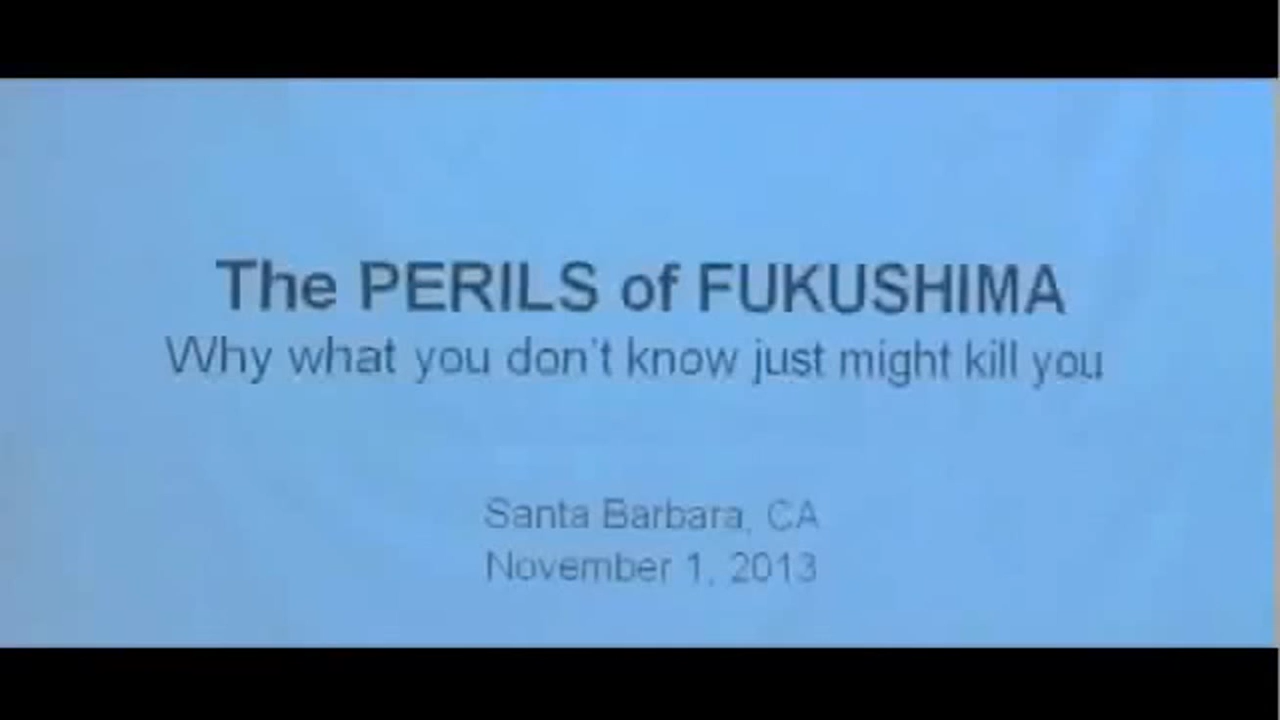 The PERILS of FUKUSHIMA
Why what you don't know just might kill you
Santa Barbara, CA
November 1, 2013